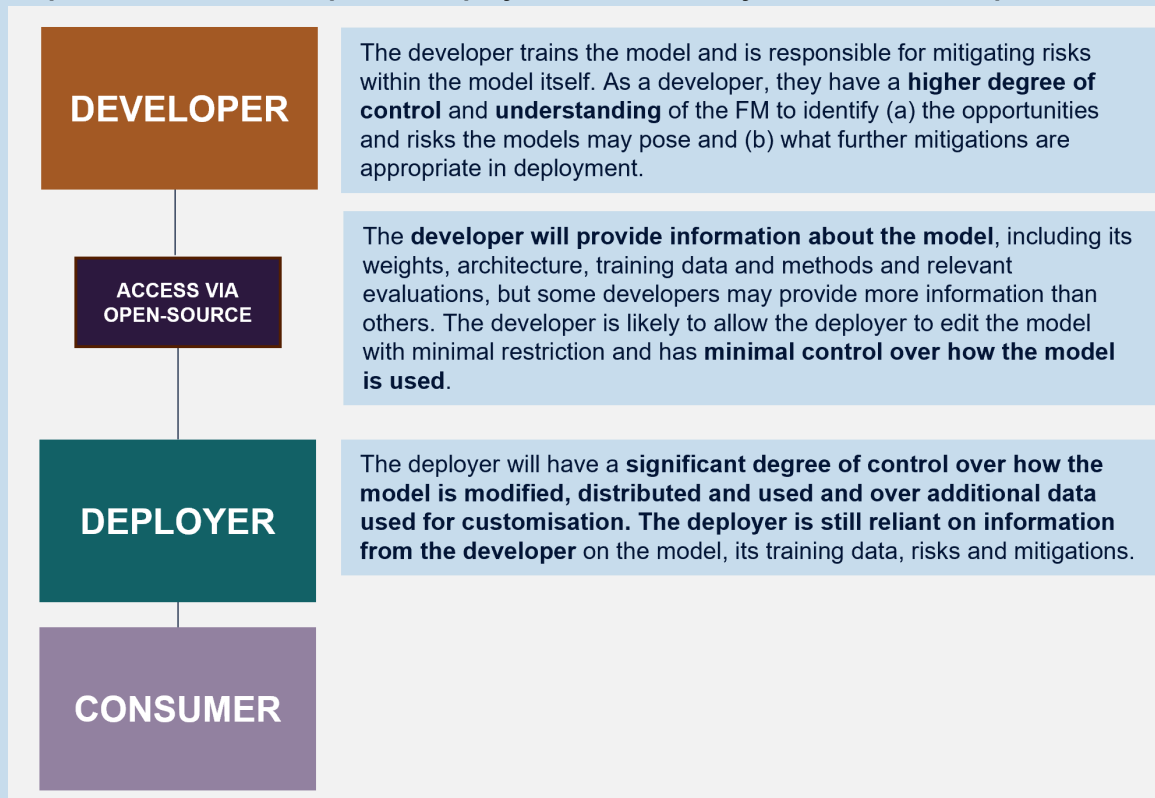 DEVELOPER
The developer trains the model and is responsible for mitigating risks
within the model itself. As a developer, they have a higher degree of
control and understanding of the FM to identify (a) the opportunities
and risks the models may pose and (b) what further mitigations are
appropriate in deployment.
ACCESS VIA
OPEN-SOURCE
The developer will provide information about the model, including its
weights, architecture, training data and methods and relevant
evaluations, but some developers may provide more information than
others. The developer is likely to allow the deployer to edit the model
with minimal restriction and has minimal control over how the model
is used.
DEPLOYER
The deployer will have a significant degree of control over how the
model is modified, distributed and used and over additional data
used for customisation. The deployer is still reliant on information
from the developer on the model, its training data, risks and mitigations.
CONSUMER